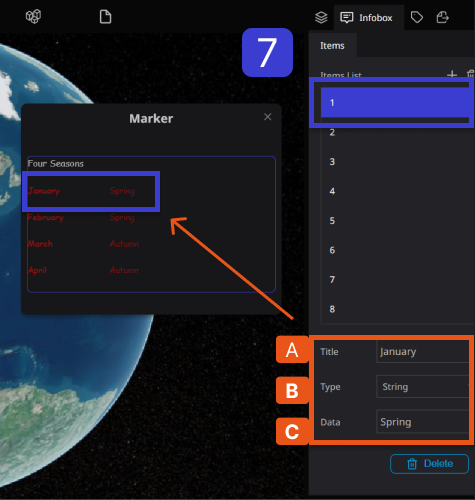 Infobox
7
Items
Items List
Marker
1
2
Four Seasons
3
January Spring
4
February Spring
5
March Autumn
6
April Autumn
7
8
A Title January
B Type String
C Data Spring
Delete